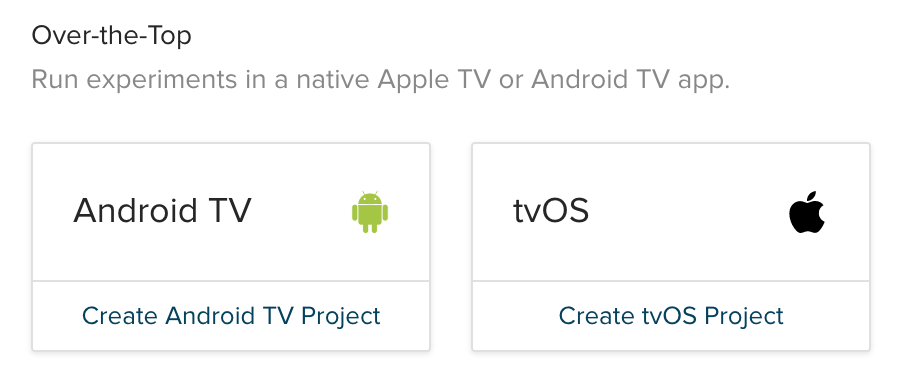 Over-the-Top
Run experiments in a native Apple TV or Android TV app.
Android TV
tvOS
Create Android TV Project
Create tvOS Project